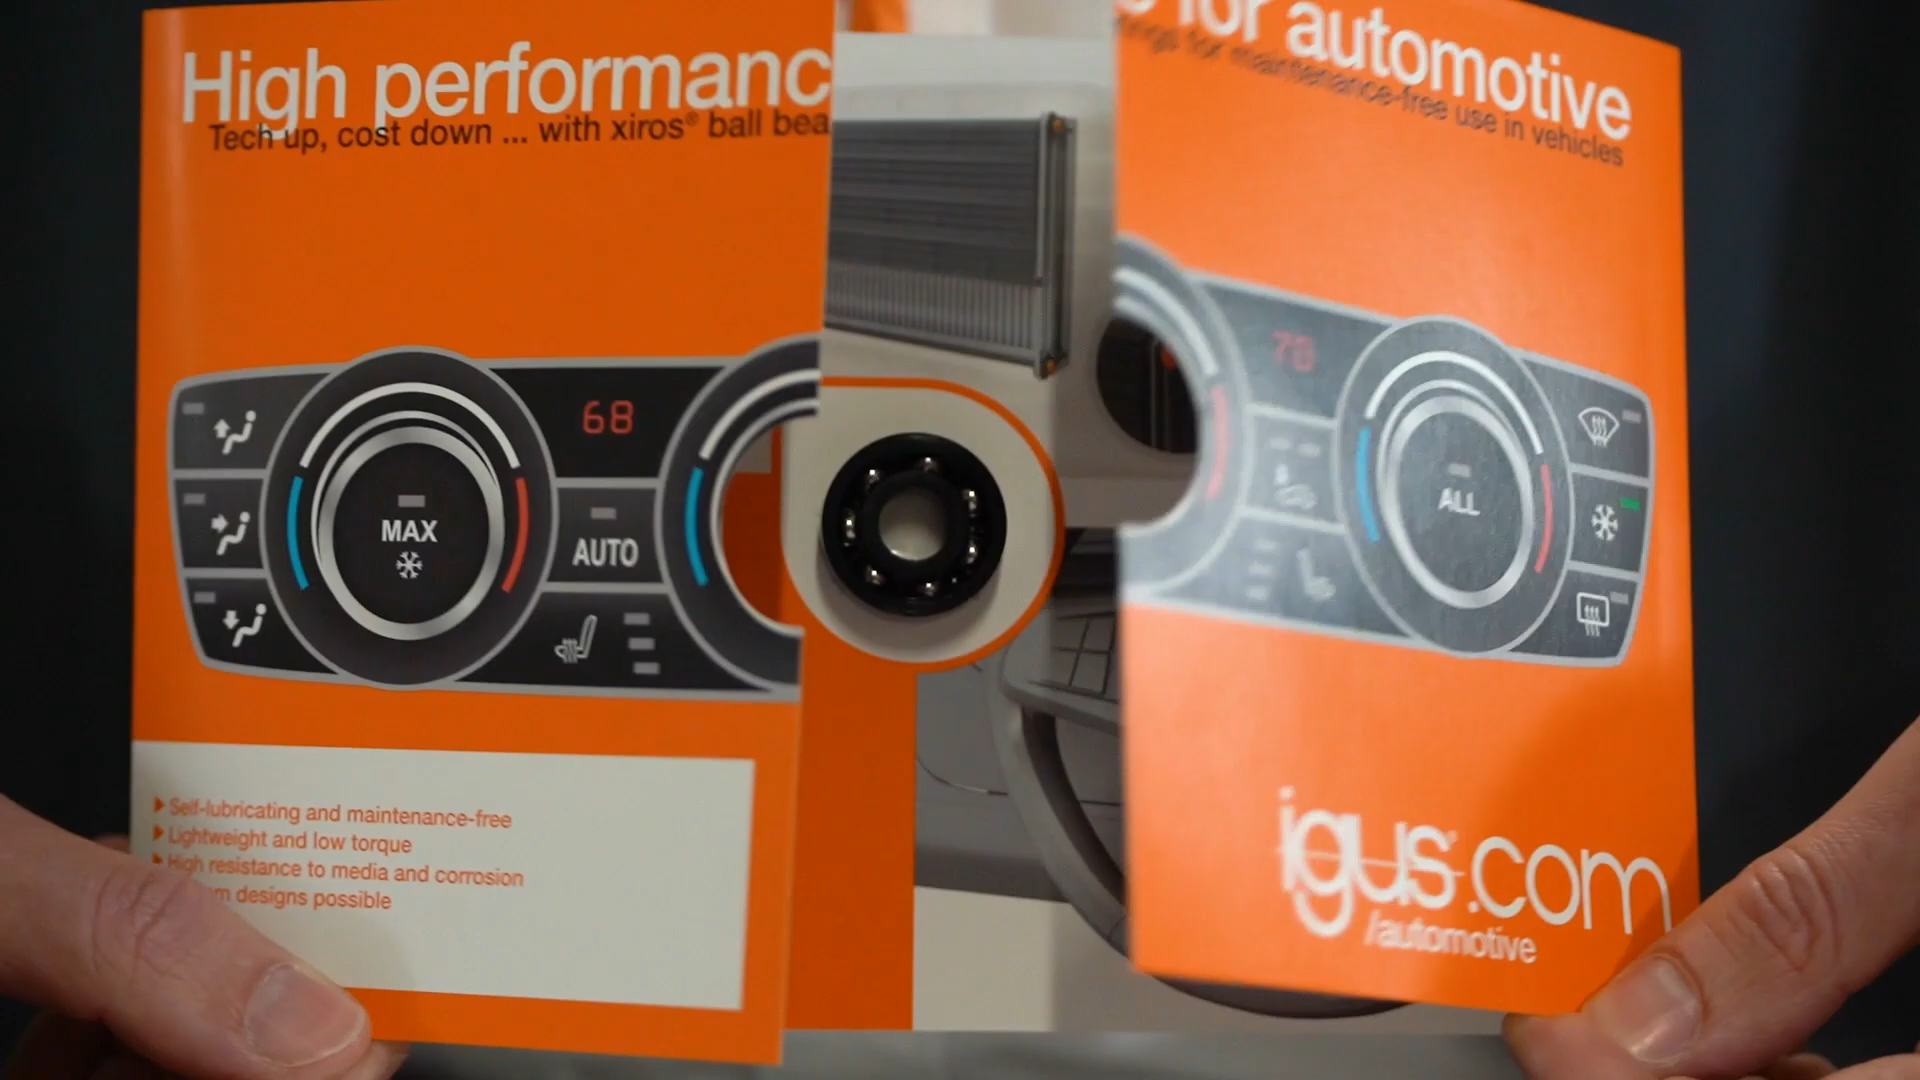 High performanc
Tech up, cost down ... with xiros® ball bea
e for automotive
rings for maintenance-free use in vehicles
68
MAX
AUTO
70
ALL
Self-lubricating and maintenance-free
Lightweight and low torque
High resistance to media and corrosion
m designs possible
igus®.com
/automotive